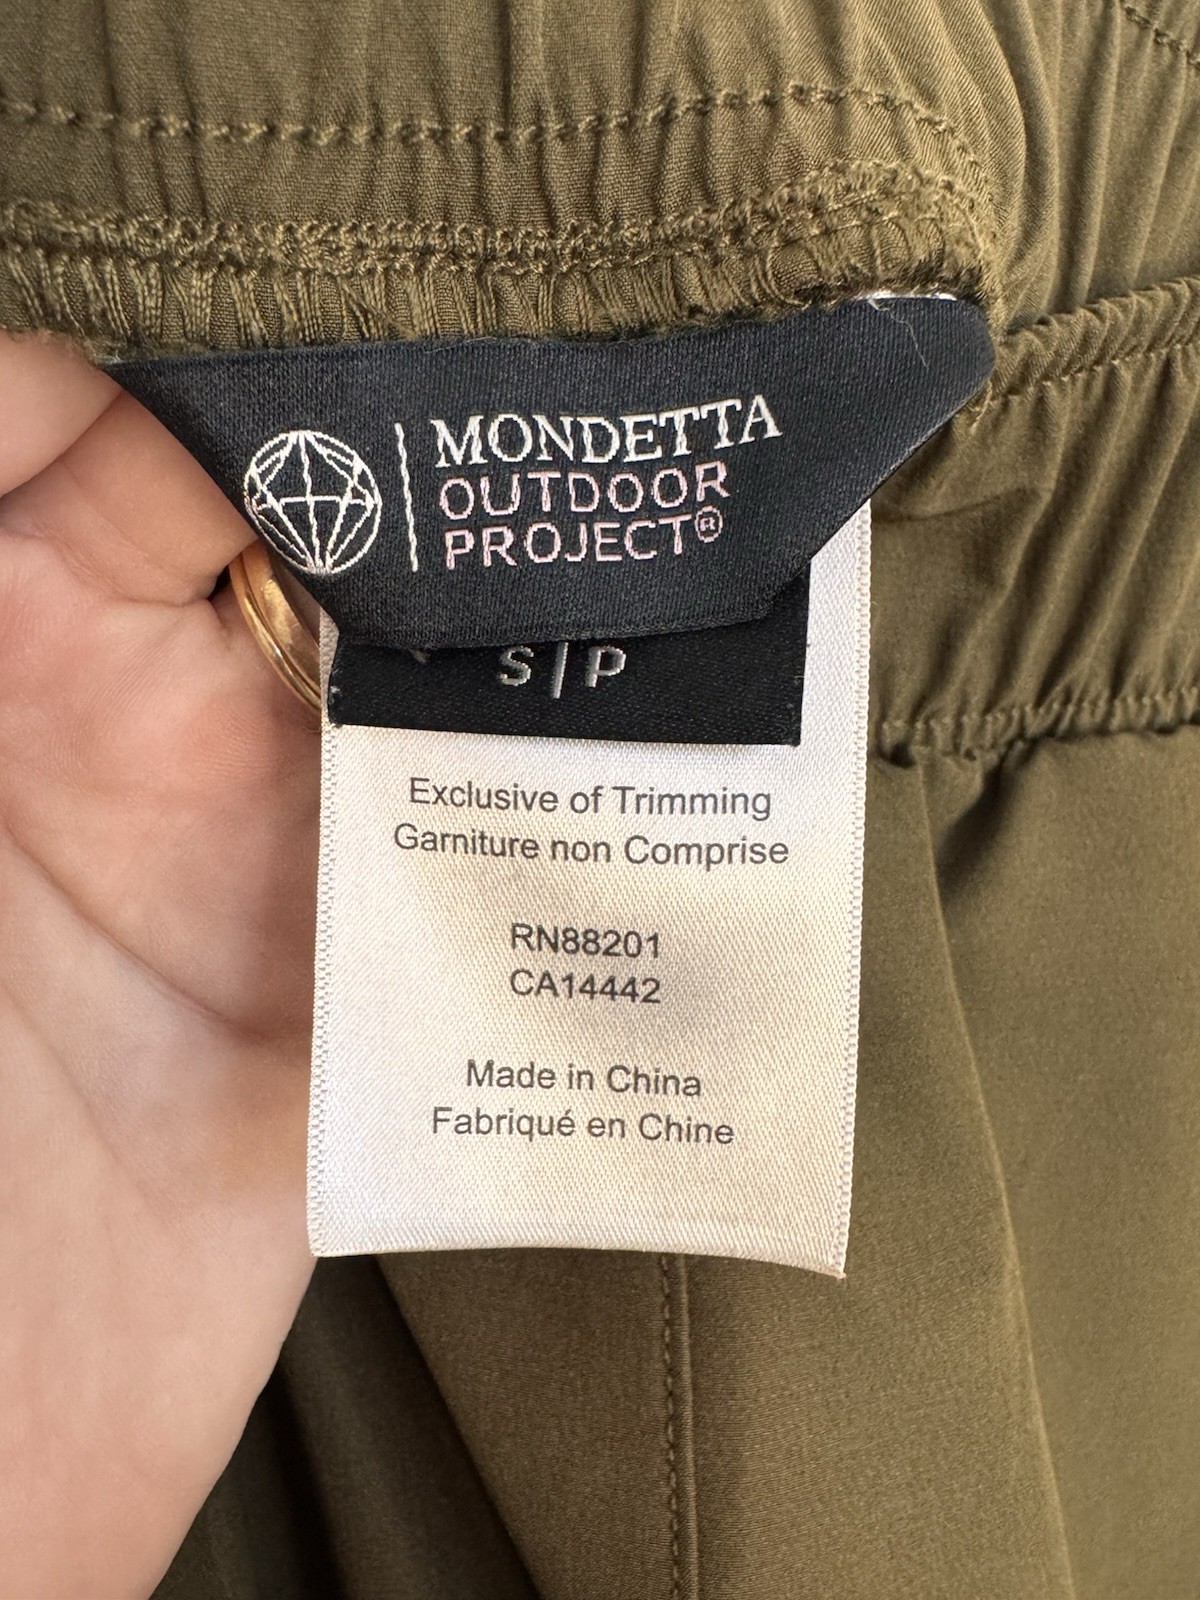 MONDETTA
OUTDOOR
PROJECT®
S|P
Exclusive of Trimming
Garniture non Comprise
RN88201
CA14442
Made in China
Fabriqué en Chine